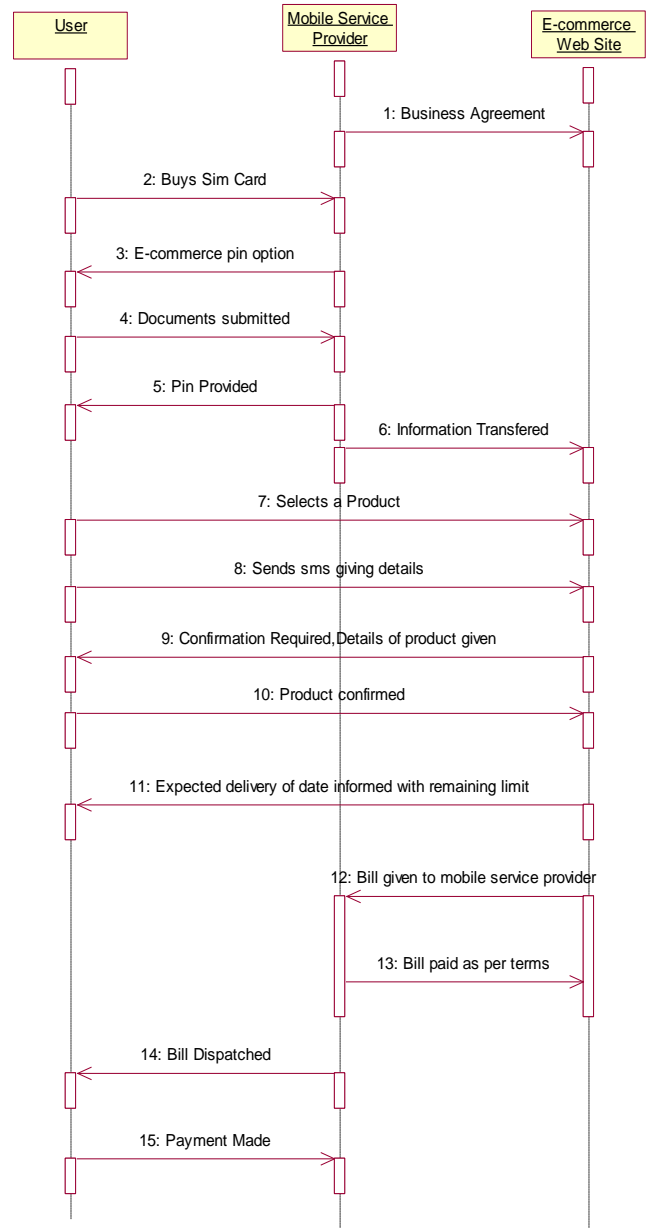 User
Mobile Service
Provider
E-commerce
Web Site
1: Business Agreement
2: Buys Sim Card
3: E-commerce pin option
4: Documents submitted
5: Pin Provided
6: Information Transfered
7: Selects a Product
8: Sends sms giving details
9: Confirmation Required,Details of product given
10: Product confirmed
11: Expected delivery of date informed with remaining limit
12: Bill given to mobile service provider
13: Bill paid as per terms
14: Bill Dispatched
15: Payment Made